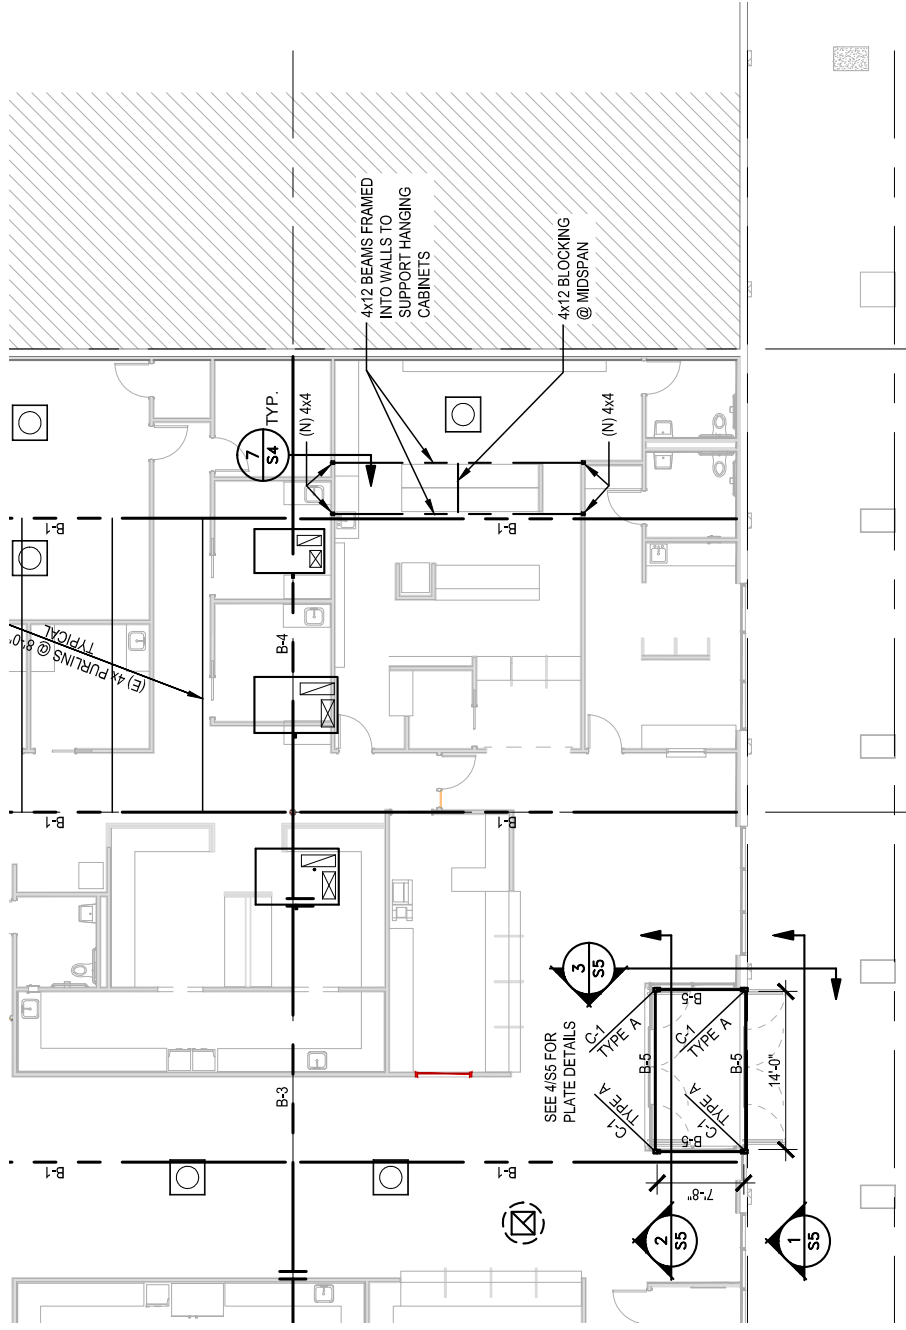 4x12 BEAMS FRAMED
INTO WALLS TO
SUPPORT HANGING
CABINETS
4x12 BLOCKING
@ MIDSPAN
7
S4
TYP.
(N) 4x4
(N) 4x4
B-1
B-1
(E) 4x PURLINS @ 8'-0"
TYPICAL
B-4
B-1
B-1
3
S5
SEE 4/S5 FOR
PLATE DETAILS
C-1
TYPE A
C-1
TYPE A
B-5
B-5
B-5
B-5
C-1
TYPE A
C-1
TYPE A
14'-0"
7'-8"
B-3
B-1
B-1
2
S5
1
S5